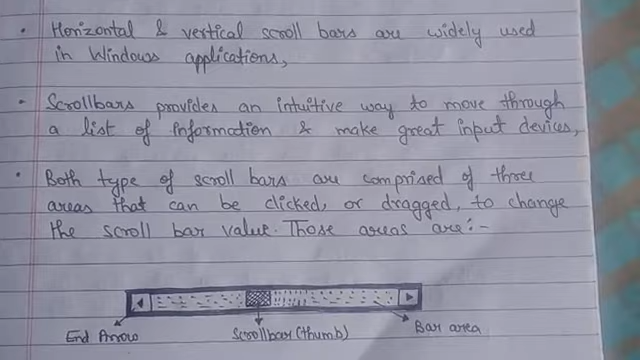 • Horizontal & vertical scroll bars are widely used
in Windows applications,
• Scrollbars provides an intuitive way to move through
a list of information & make great input devices,
• Both type of scroll bars are comprised of three
areas that can be clicked, or dragged, to change
the scroll bar value. Those areas are:-
End Arrow Scrollbar (thumb) Bar area